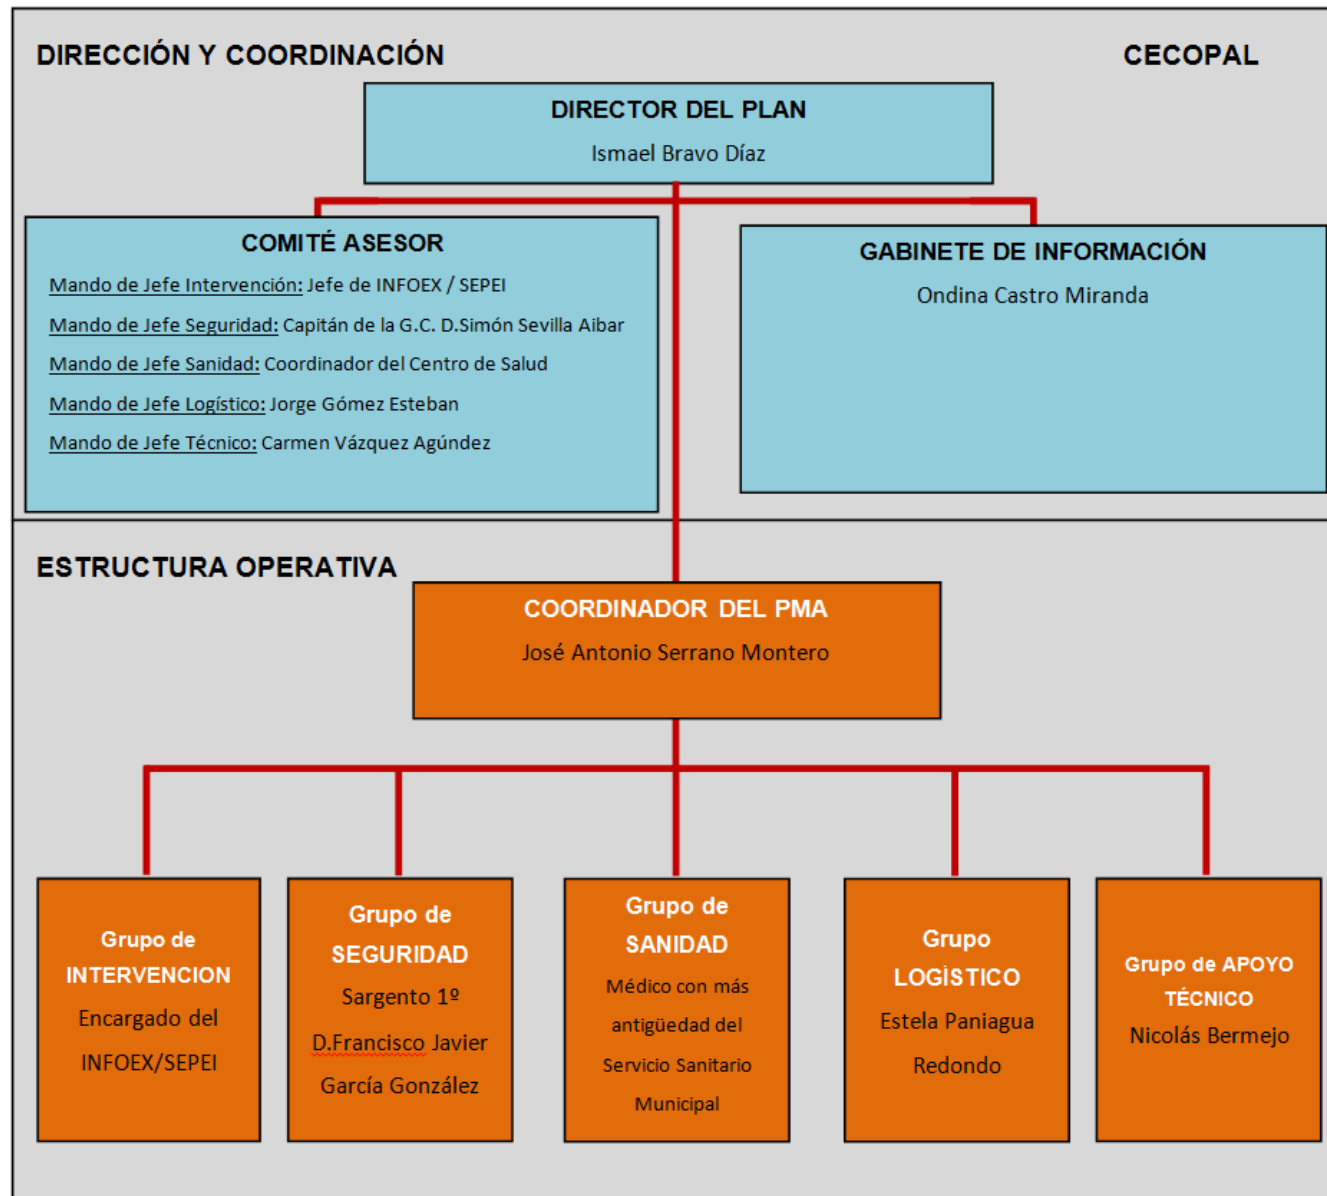 DIRECCIÓN Y COORDINACIÓN
CECOPAL
DIRECTOR DEL PLAN
Ismael Bravo Díaz
COMITÉ ASESOR
Mando de Jefe Intervención: Jefe de INFOEX / SEPEI
Mando de Jefe Seguridad: Capitán de la G.C. D.Simón Sevilla Aibar
Mando de Jefe Sanidad: Coordinador del Centro de Salud
Mando de Jefe Logístico: Jorge Gómez Esteban
Mando de Jefe Técnico: Carmen Vázquez Agúndez
GABINETE DE INFORMACIÓN
Ondina Castro Miranda
ESTRUCTURA OPERATIVA
COORDINADOR DEL PMA
José Antonio Serrano Montero
Grupo de
INTERVENCION
Encargado del
INFOEX/SEPEI
Grupo de
SEGURIDAD
Sargento 1º
D.Francisco Javier
García González
Grupo de
SANIDAD
Médico con más
antigüedad del
Servicio Sanitario
Municipal
Grupo
LOGÍSTICO
Estela Paniagua
Redondo
Grupo de APOYO
TÉCNICO
Nicolás Bermejo